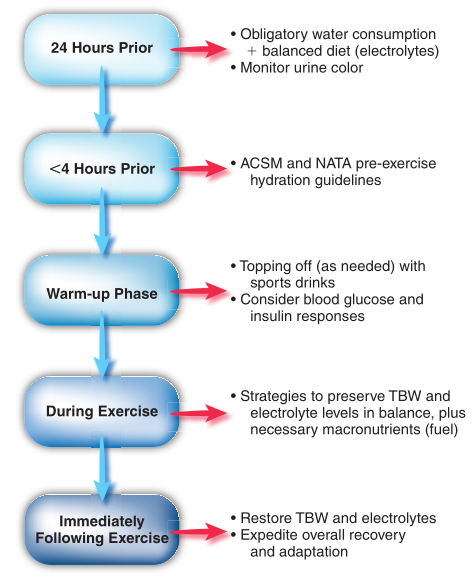 24 Hours Prior
• Obligatory water consumption
+ balanced diet (electrolytes)
• Monitor urine color
<4 Hours Prior
• ACSM and NATA pre-exercise
hydration guidelines
Warm-up Phase
• Topping off (as needed) with
sports drinks
• Consider blood glucose and
insulin responses
During Exercise
• Strategies to preserve TBW and
electrolyte levels in balance, plus
necessary macronutrients (fuel)
Immediately
Following Exercise
• Restore TBW and electrolytes
• Expedite overall recovery
and adaptation